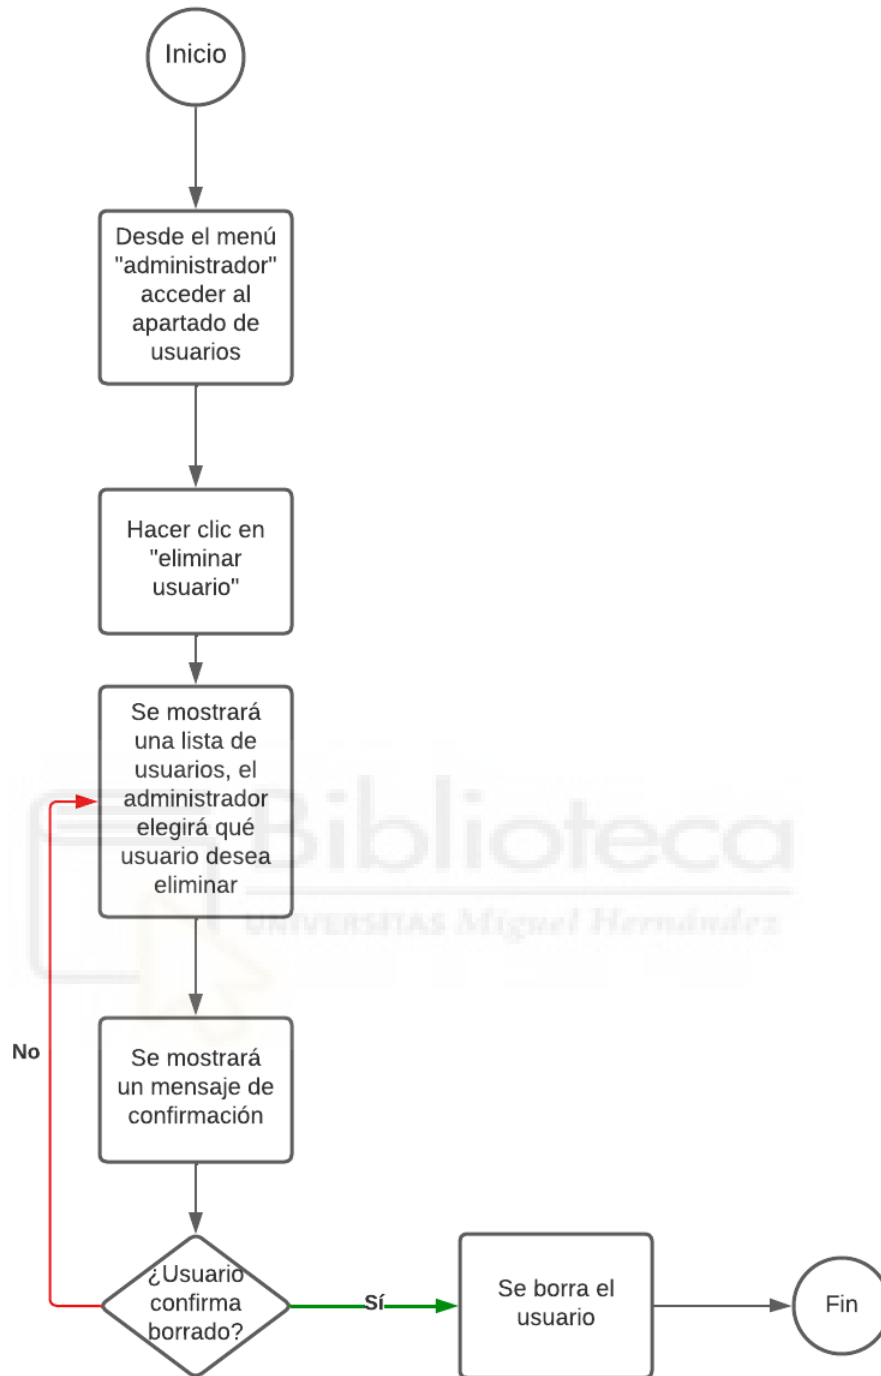 Inicio
Desde el menú
"administrador"
acceder al
apartado de
usuarios
Hacer clic en
"eliminar
usuario"
Se mostrará
una lista de
usuarios, el
administrador
elegirá qué
usuario desea
eliminar
Biblioteca
UNIVERSITAS Miguel Hernández
No
Se mostrará
un mensaje de
confirmación
¿Usuario
confirma
borrado?
Sí
Se borra el
usuario
Fin